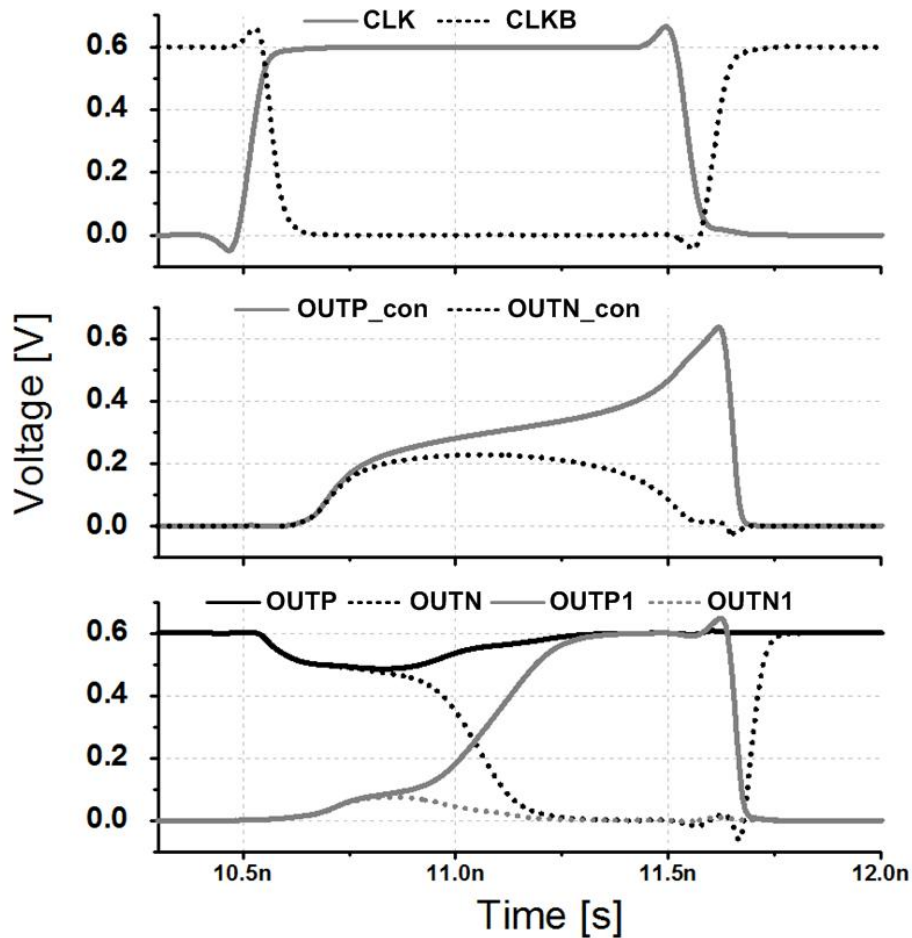 CLK CLKB
0.6
0.4
0.2
0.0
OUTP_con OUTN_con
0.6
0.4
0.2
0.0
OUTP OUTN OUTP1 OUTN1
0.6
0.4
0.2
0.0
10.5n 11.0n 11.5n 12.0n
Voltage [V]
Time [s]